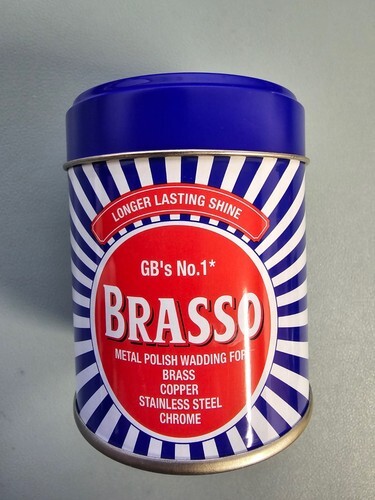 LONGER LASTING SHINE
GB's No.1*
BRASSO
METAL POLISH WADDING FOR
BRASS
COPPER
STAINLESS STEEL
CHROME